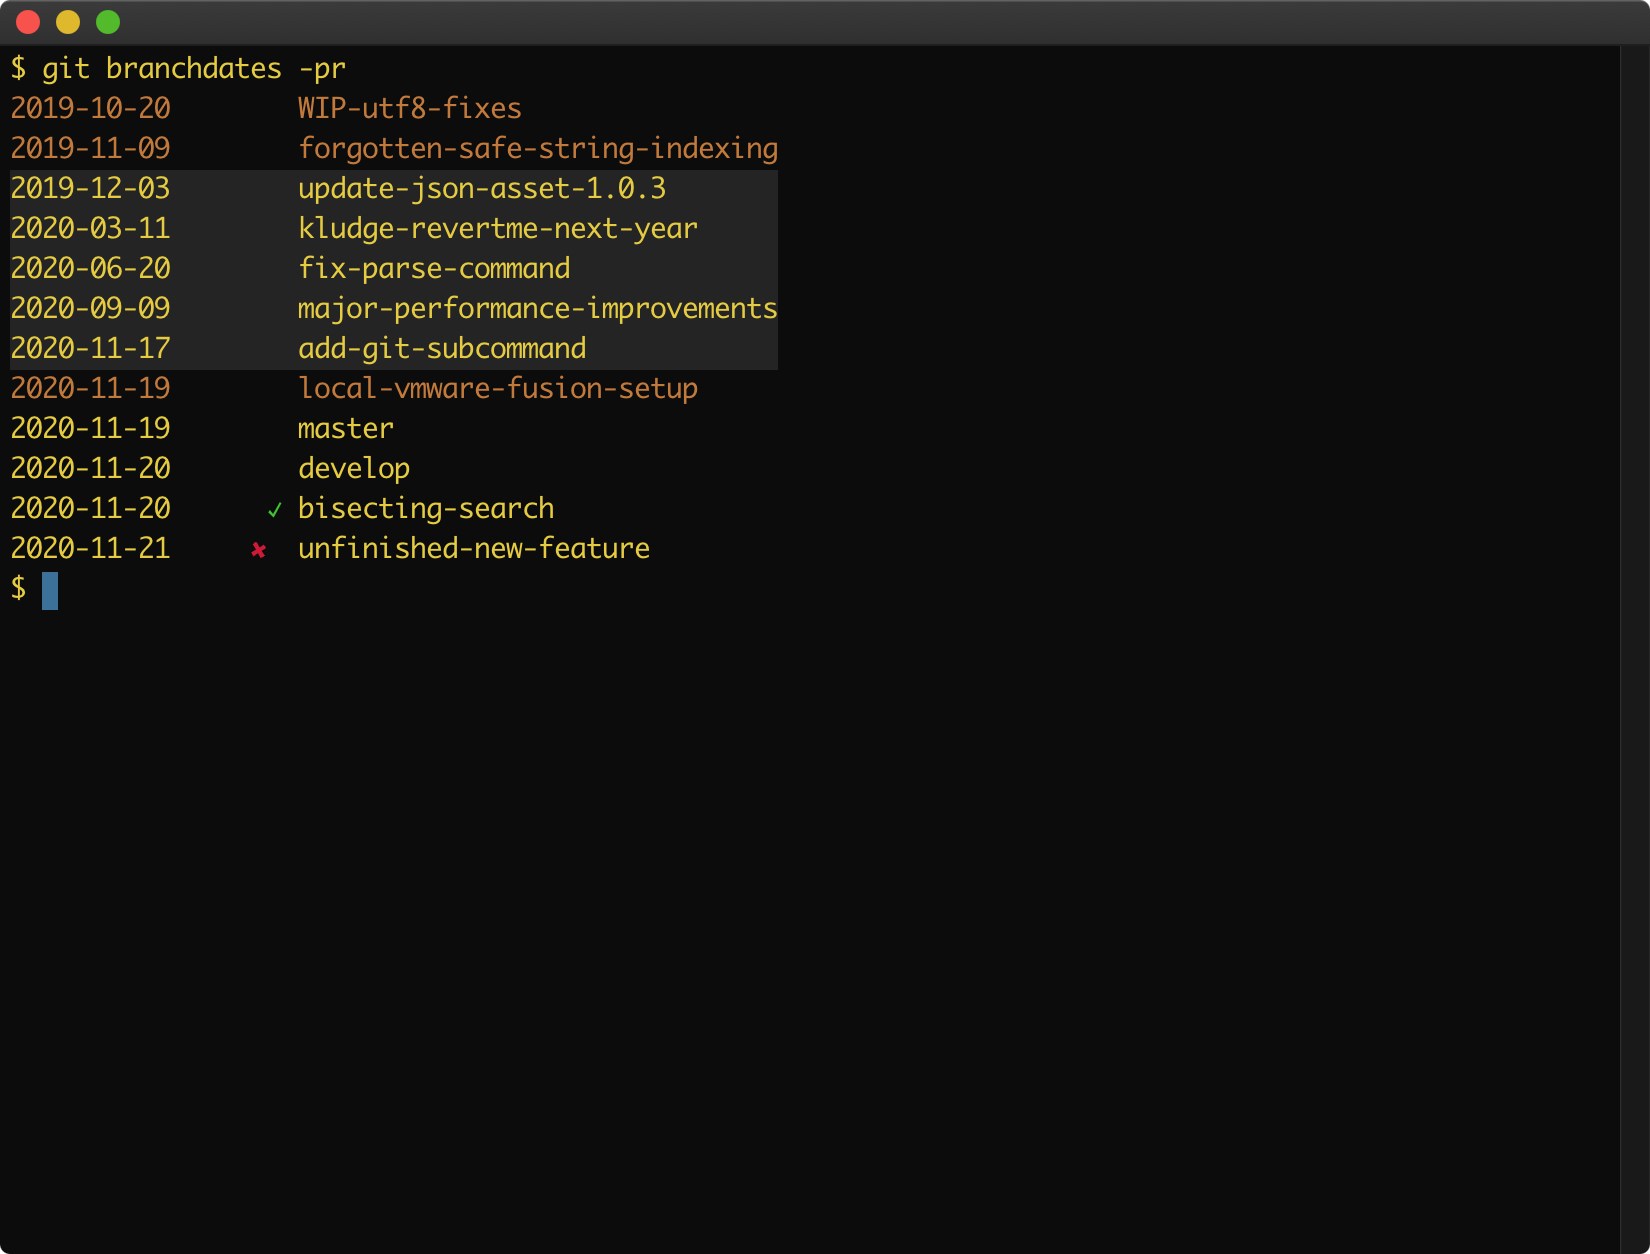 $ git branchdates -pr
2019-10-20        WIP-utf8-fixes
2019-11-09        forgotten-safe-string-indexing
2019-12-03        update-json-asset-1.0.3
2020-03-11        kludge-revertme-next-year
2020-06-20        fix-parse-command
2020-09-09        major-performance-improvements
2020-11-17        add-git-subcommand
2020-11-19        local-vmware-fusion-setup
2020-11-19        master
2020-11-20        develop
2020-11-20      ✓ bisecting-search
2020-11-21     ✘  unfinished-new-feature
$